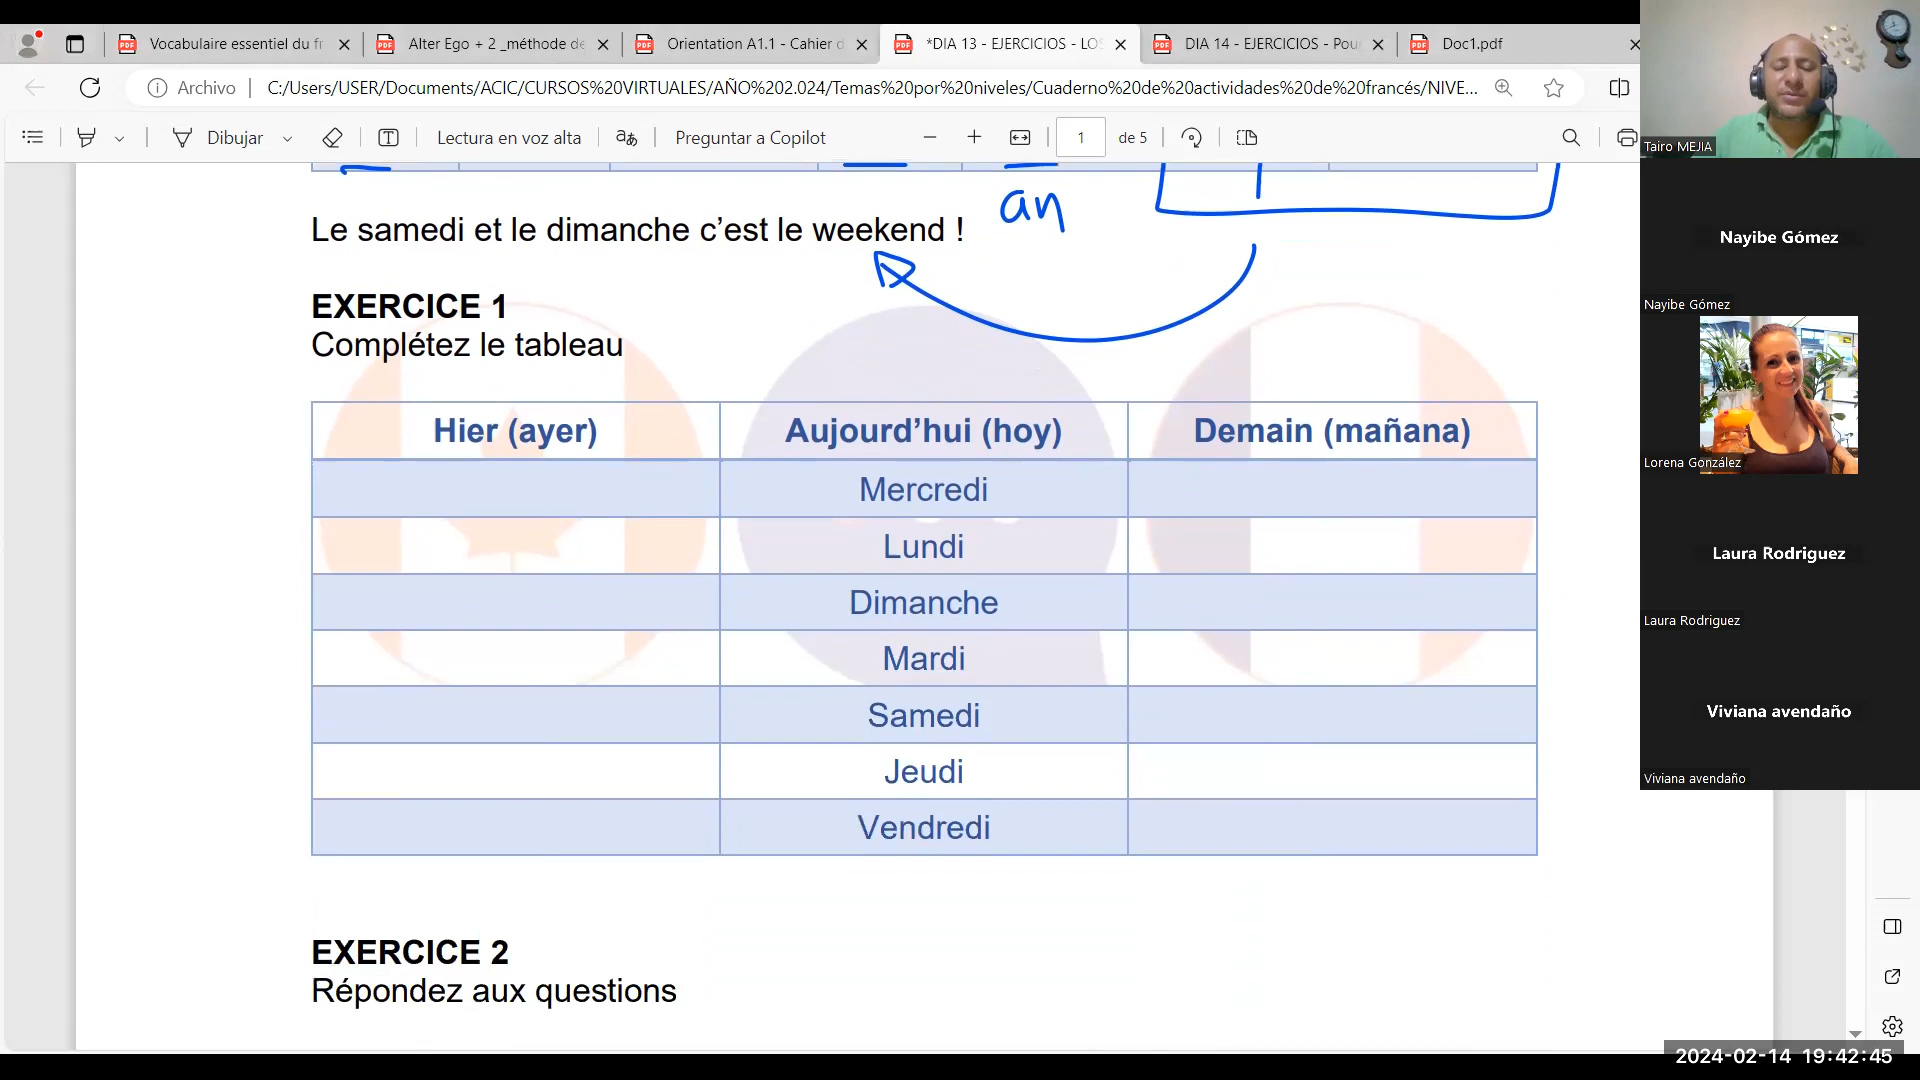 Vocabulaire essentiel du fr
Alter Ego + 2 _méthode de
Orientation A1.1 - Cahier d
*DIA 13 - EJERCICIOS - LOS
DIA 14 - EJERCICIOS - Pou
Doc1.pdf
Archivo
C:/Users/USER/Documents/ACIC/CURSOS%20VIRTUALES/AÑO%202.024/Temas%20por%20niveles/Cuaderno%20de%20actividades%20de%20francés/NIVE...
Dibujar
Lectura en voz alta
Preguntar a Copilot
1
de 5
Tairo MEJIA
an
Le samedi et le dimanche c’est le weekend !
EXERCICE 1
Complétez le tableau
Hier (ayer) Aujourd’hui (hoy) Demain (mañana)
Mercredi
Lundi
Dimanche
Mardi
Samedi
Jeudi
Vendredi
EXERCICE 2
Répondez aux questions
Nayibe Gómez
Nayibe Gómez
Lorena González
Laura Rodriguez
Laura Rodriguez
Viviana avendaño
Viviana avendaño
2024-02-14 19:42:45